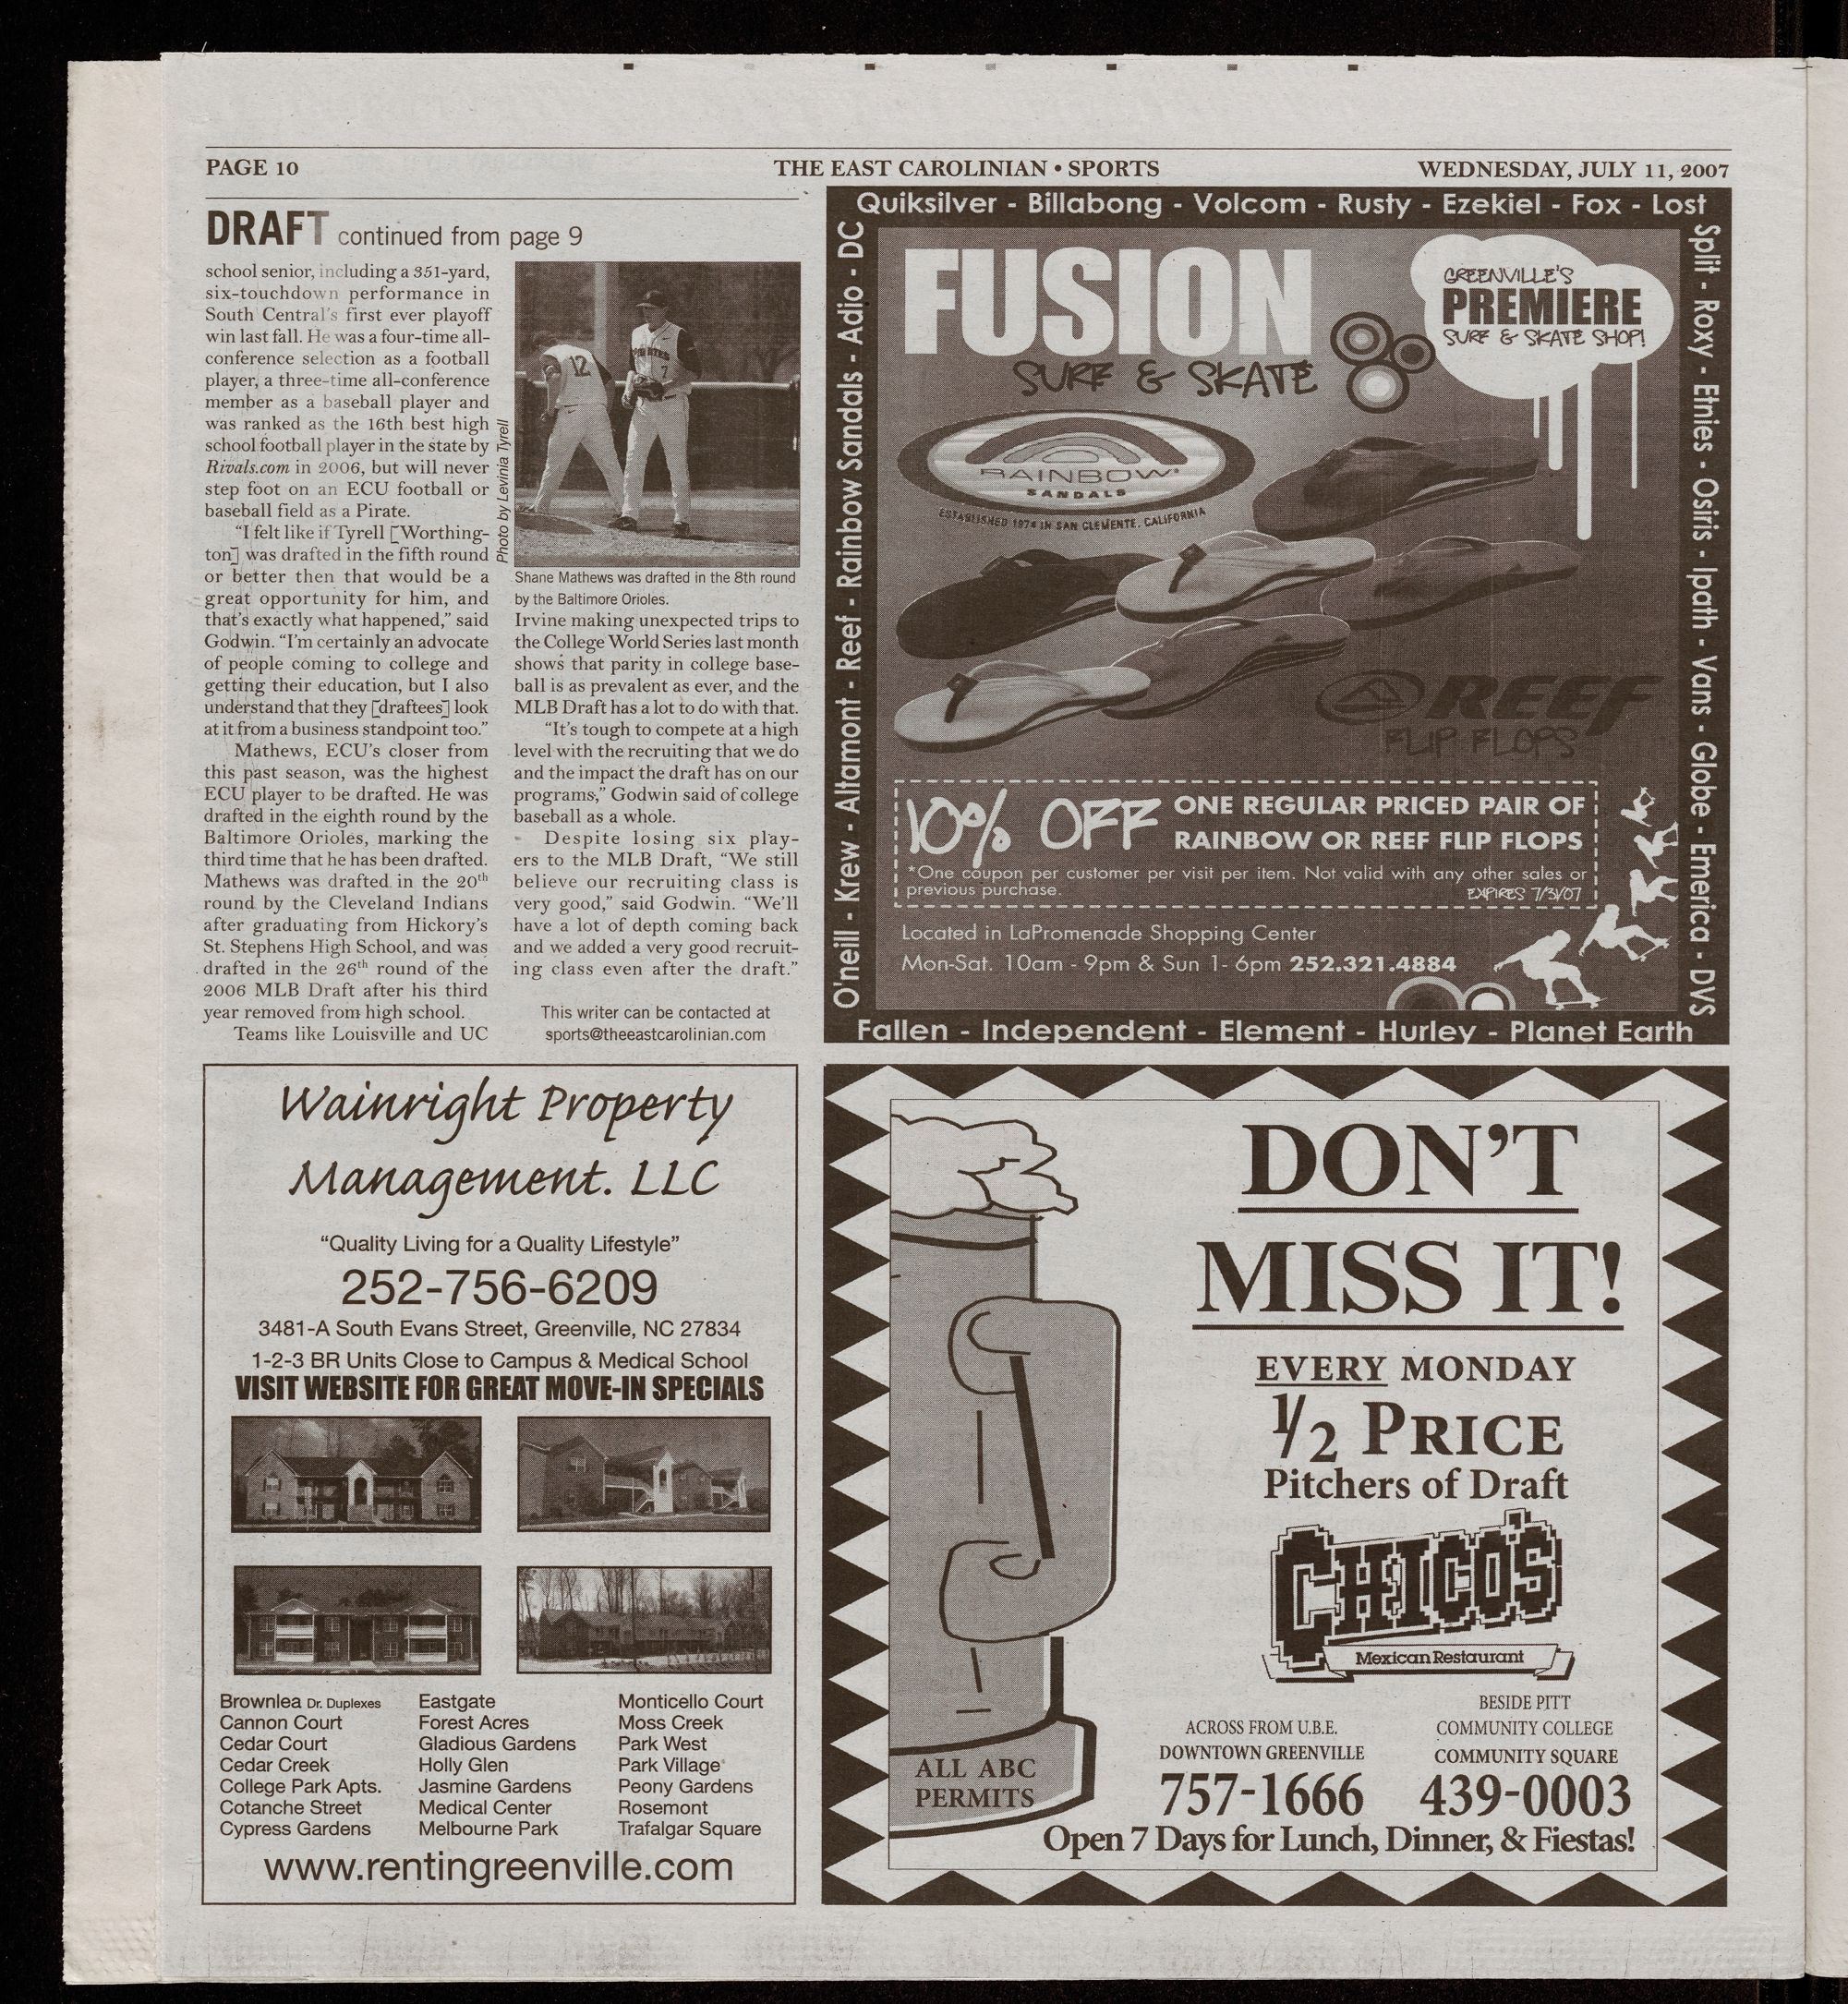 PAGE 10
THE EAST CAROLINIAN • SPORTS
WEDNESDAY, JULY 11, 2007
DRAFT continued from page 9
school senior, including a 351-yard,
six-touchdown performance in
South Central's first ever playoff
win last fall. He was a four-time all-
conference selection as a football
player, a three-time all-conference
member as a baseball player and
was ranked as the 16th best high
school football player in the state by
Rivals.com in 2006, but will never
step foot on an ECU football or
baseball field as a Pirate.
"I felt like if Tyrell [Worthing-
ton] was drafted in the fifth round
or better then that would be a
great opportunity for him, and
that's exactly what happened," said
Godwin. "I'm certainly an advocate
of people coming to college and
getting their education, but I also
understand that they [draftees] look
at it from a business standpoint too."
Mathews, ECU's closer from
this past season, was the highest
ECU player to be drafted. He was
drafted in the eighth round by the
Baltimore Orioles, marking the
third time that he has been drafted.
Mathews was drafted in the 20th
round by the Cleveland Indians
after graduating from Hickory's
St. Stephens High School, and was
drafted in the 26th round of the
2006 MLB Draft after his third
year removed from high school.
Teams like Louisville and UC
Photo by Levinia Tyrell
12
7
Shane Mathews was drafted in the 8th round
by the Baltimore Orioles.
Irvine making unexpected trips to
the College World Series last month
shows that parity in college base-
ball is as prevalent as ever, and the
MLB Draft has a lot to do with that.
"It's tough to compete at a high
level with the recruiting that we do
and the impact the draft has on our
programs," Godwin said of college
baseball as a whole.
Despite losing six play-
ers to the MLB Draft, "We still
believe our recruiting class is
very good," said Godwin. "We'll
have a lot of depth coming back
and we added a very good recruit-
ing class even after the draft."
This writer can be contacted at
sports@theeastcarolinian.com
Quiksilver - Billabong - Volcom - Rusty - Ezekiel - Fox - Lost
O'neill - Krew - Altamont - Reef - Rainbow Sandals - Adio - DC
Split - Roxy - Etnies - Osiris - Ipath - Vans - Globe - Emerica - DVS
FUSION
SURF & SKATE
GREENVILLE'S
PREMIERE
SURF & SKATE SHOP!
RAINBOW
SANDALS
ESTABLISHED 1974 IN SAN CLEMENTE, CALIFORNIA
REEF
FLIP FLOPS
10% OFF
ONE REGULAR PRICED PAIR OF
RAINBOW OR REEF FLIP FLOPS
*One coupon per customer per visit per item. Not valid with any other sales or
previous purchase.
EXPIRES 7/31/07
Located in LaPromenade Shopping Center
Mon-Sat. 10am - 9pm & Sun 1- 6pm 252.321.4884
Fallen - Independent - Element - Hurley - Planet Earth
Wainright Property
Management. LLC
"Quality Living for a Quality Lifestyle"
252-756-6209
3481-A South Evans Street, Greenville, NC 27834
1-2-3 BR Units Close to Campus & Medical School
VISIT WEBSITE FOR GREAT MOVE-IN SPECIALS
Brownlea Dr. Duplexes
Cannon Court
Cedar Court
Cedar Creek
College Park Apts.
Cotanche Street
Cypress Gardens
Eastgate
Forest Acres
Gladious Gardens
Holly Glen
Jasmine Gardens
Medical Center
Melbourne Park
Monticello Court
Moss Creek
Park West
Park Village
Peony Gardens
Rosemont
Trafalgar Square
www.rentingreenville.com
DON'T
MISS IT!
EVERY MONDAY
1/2 PRICE
Pitchers of Draft
CHICO'S
Mexican Restaurant
ALL ABC
PERMITS
ACROSS FROM U.B.E.
DOWNTOWN GREENVILLE
757-1666
BESIDE PITT
COMMUNITY COLLEGE
COMMUNITY SQUARE
439-0003
Open 7 Days for Lunch, Dinner, & Fiestas!